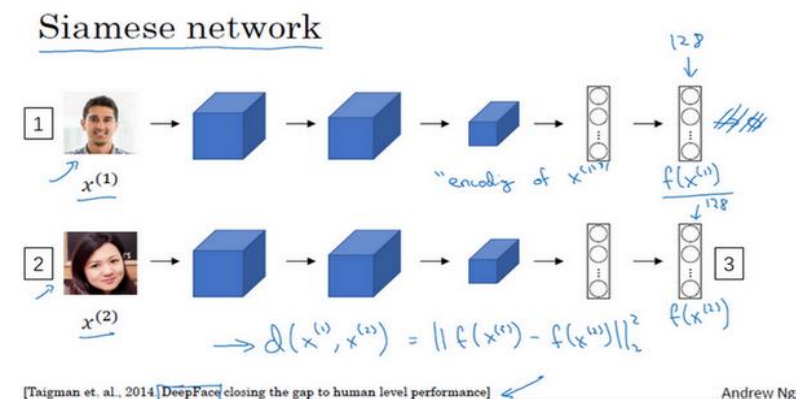 Siamese network
128
1
x⁽¹⁾
"encoding of x⁽¹⁾"
f(x⁽¹⁾)
128
2
3
x⁽²⁾
f(x⁽²⁾)
d(x⁽¹⁾, x⁽²⁾) = ||f(x⁽¹⁾) - f(x⁽²⁾)||₂²
[Taigman et. al., 2014. DeepFace closing the gap to human level performance]
Andrew Ng